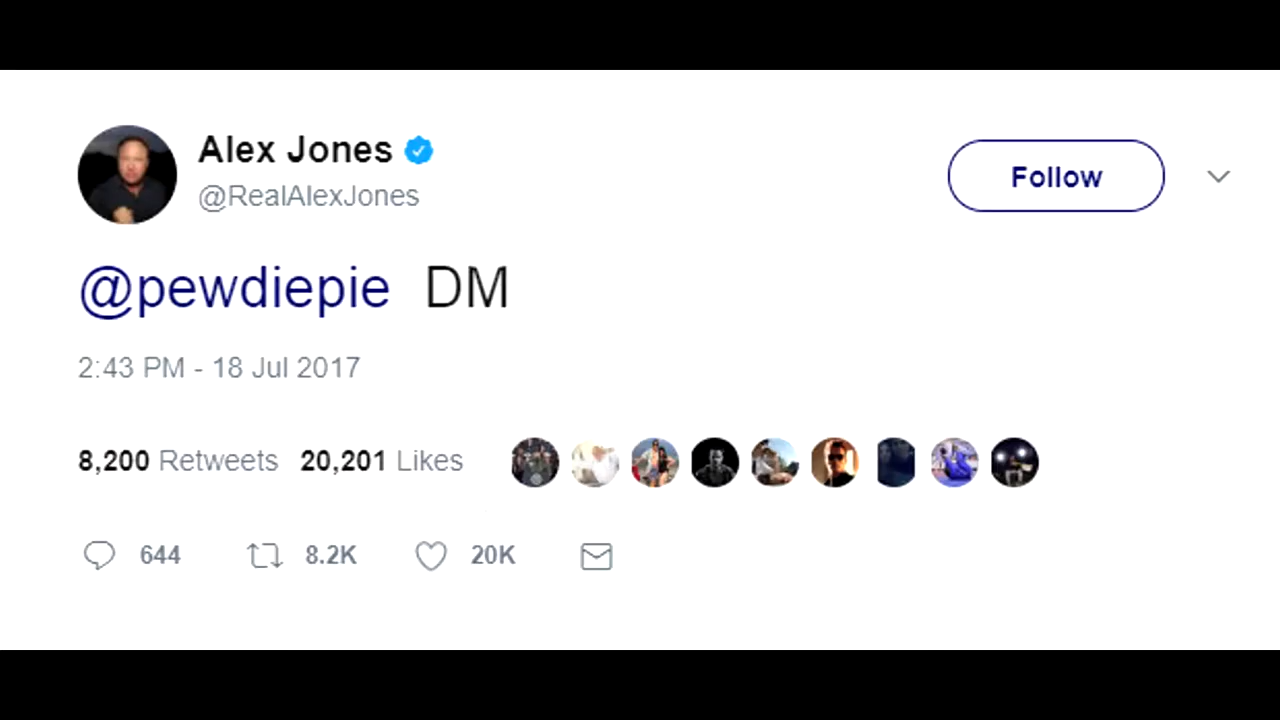 Alex Jones
@RealAlexJones
Follow
@pewdiepie DM
2:43 PM - 18 Jul 2017
8,200 Retweets 20,201 Likes
644 8.2K 20K